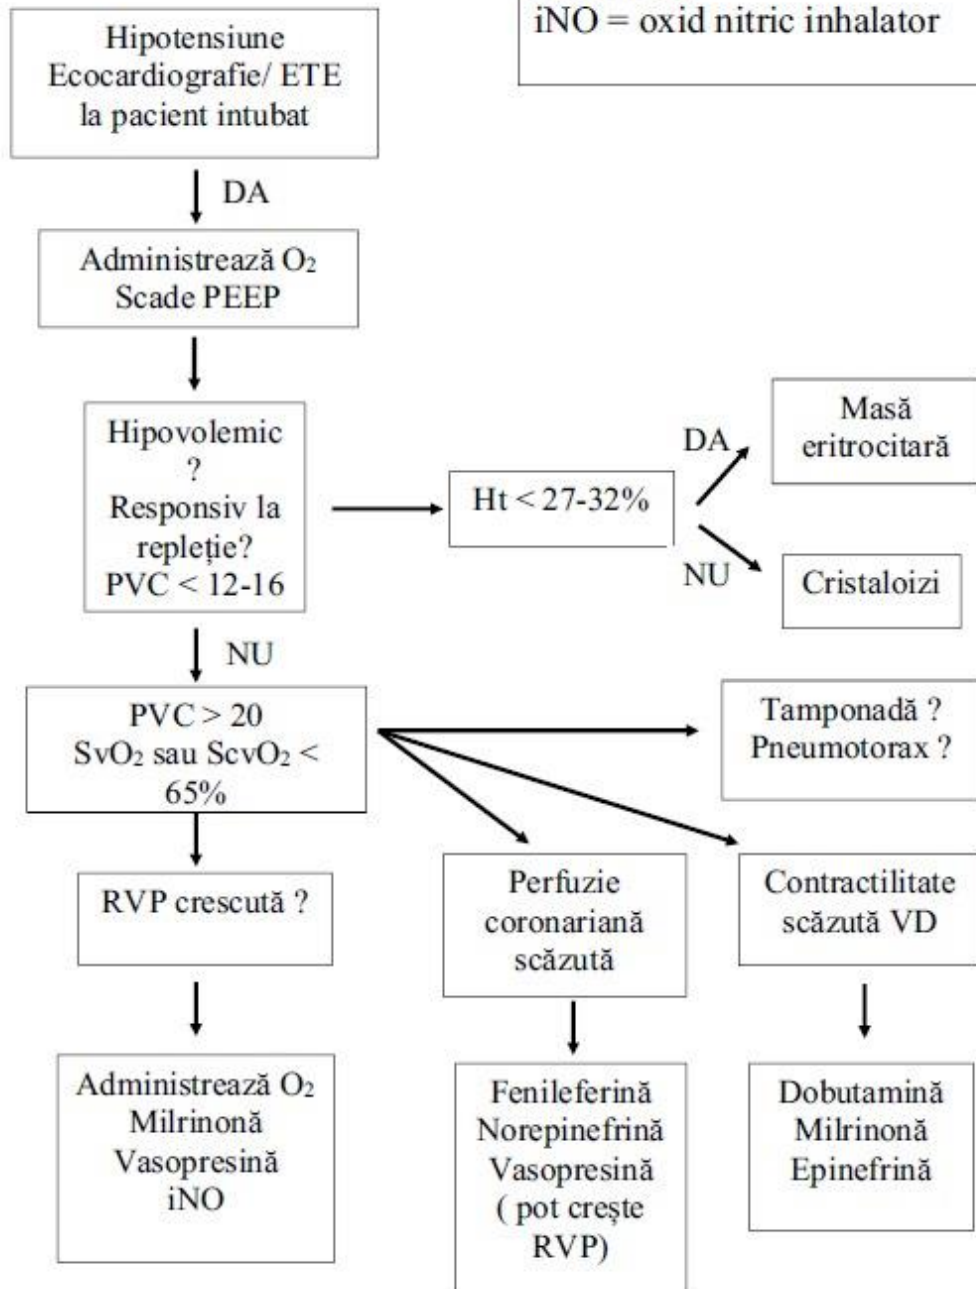 iNO = oxid nitric inhalator
Hipotensiune
Ecocardiografie/ ETE
la pacient intubat
DA
Administrează O₂
Scade PEEP
Hipovolemic
?
Responsiv la
repleție?
PVC < 12-16
Ht < 27-32%
DA
Masă
eritrocitară
NU
Cristaloizi
NU
PVC > 20
SvO₂ sau ScvO₂ <
65%
Tamponadă ?
Pneumotorax ?
RVP crescută ?
Perfuzie
coronariană
scăzută
Contractilitate
scăzută VD
Administrează O₂
Milrinonă
Vasopresină
iNO
Fenileferină
Norepinefrină
Vasopresină
( pot crește
RVP)
Dobutamină
Milrinonă
Epinefrină